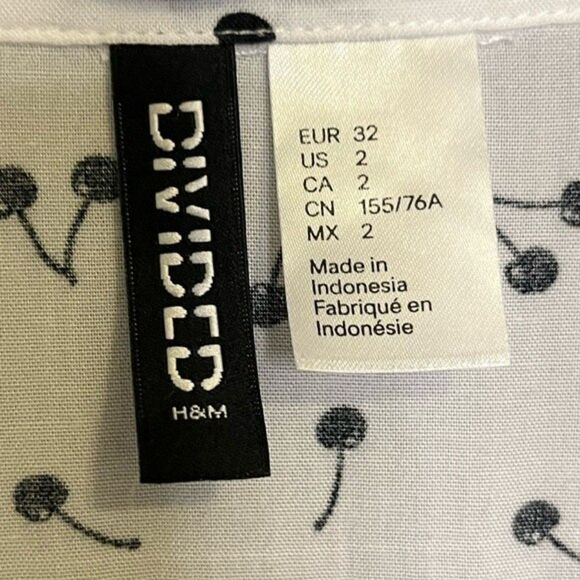 DIVIDED
H&M
EUR 32
US 2
CA 2
CN 155/76A
MX 2
Made in
Indonesia
Fabriqué en
Indonésie